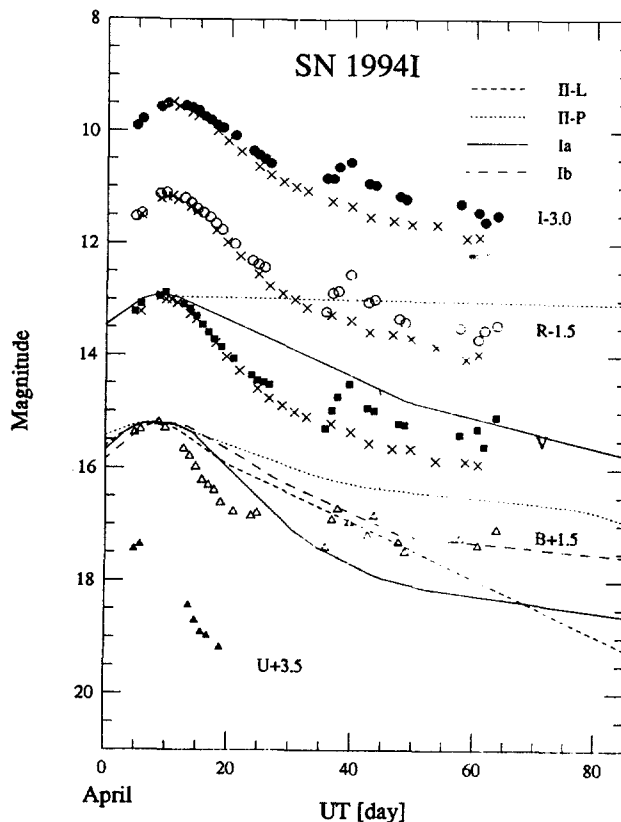 SN 1994I
II-L
II-P
Ia
Ib
I-3.0
R-1.5
V
B+1.5
U+3.5
Magnitude
8
10
12
14
16
18
20
0
20
40
60
80
April
UT [day]